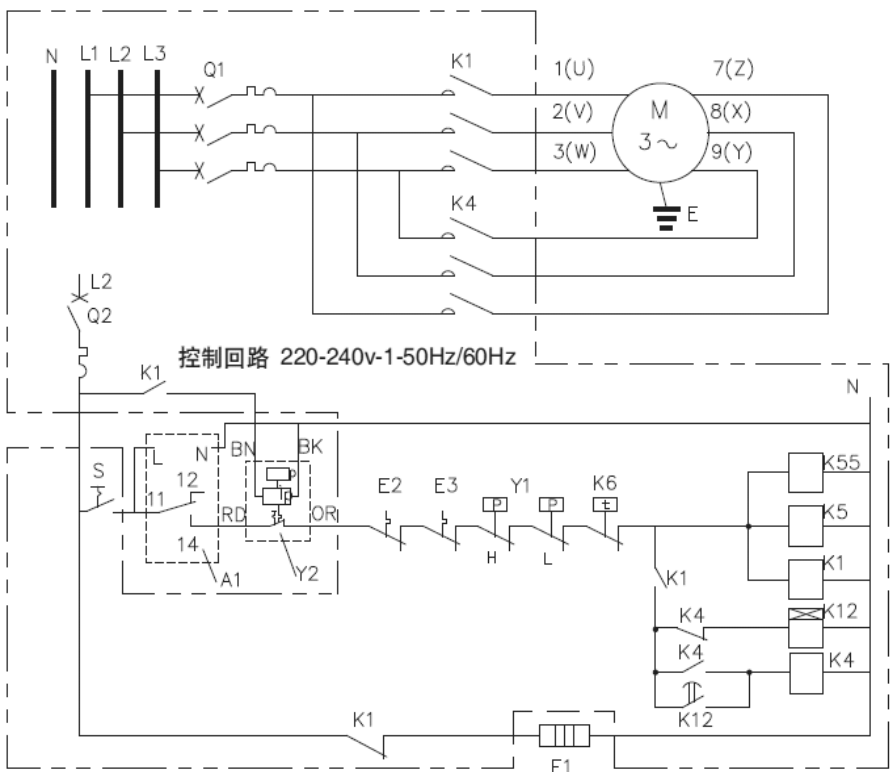 N L1 L2 L3
Q1
K1
1(U)
7(Z)
2(V)
M
8(X)
3~
3(W)
9(Y)
K4
E
L2
Q2
控制回路 220-240v-1-50Hz/60Hz
K1
N
L
N
BN
BK
S
12
11
RD
OR
E2
E3
Y1
K6
P
P
t
H
L
K55
K5
14
A1
Y2
K1
K1
K12
K4
K4
K4
K12
K1
E1